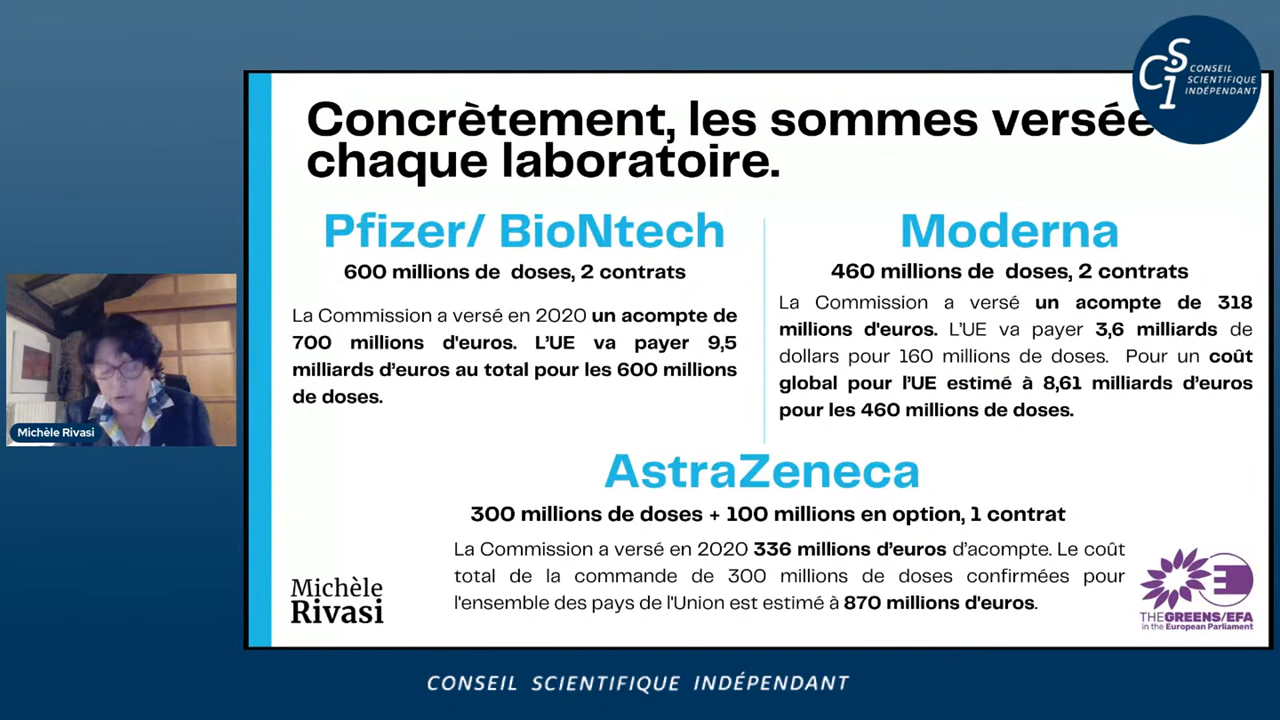 CONSEIL
SCIENTIFIQUE
INDÉPENDANT
CSI
Concrètement, les sommes versée
chaque laboratoire.
Pfizer/ BioNtech
600 millions de doses, 2 contrats
La Commission a versé en 2020 un acompte de
700 millions d'euros. L'UE va payer 9,5
milliards d'euros au total pour les 600 millions
de doses.
Moderna
460 millions de doses, 2 contrats
La Commission a versé un acompte de 318
millions d'euros. L'UE va payer 3,6 milliards de
dollars pour 160 millions de doses. Pour un coût
global pour l'UE estimé à 8,61 milliards d'euros
pour les 460 millions de doses.
Michèle Rivasi
AstraZeneca
300 millions de doses + 100 millions en option, 1 contrat
La Commission a versé en 2020 336 millions d'euros d'acompte. Le coût
total de la commande de 300 millions de doses confirmées pour
l'ensemble des pays de l'Union est estimé à 870 millions d'euros.
Michèle
Rivasi
THE GREENS/EFA
in the European Parliament
CONSEIL SCIENTIFIQUE INDÉPENDANT